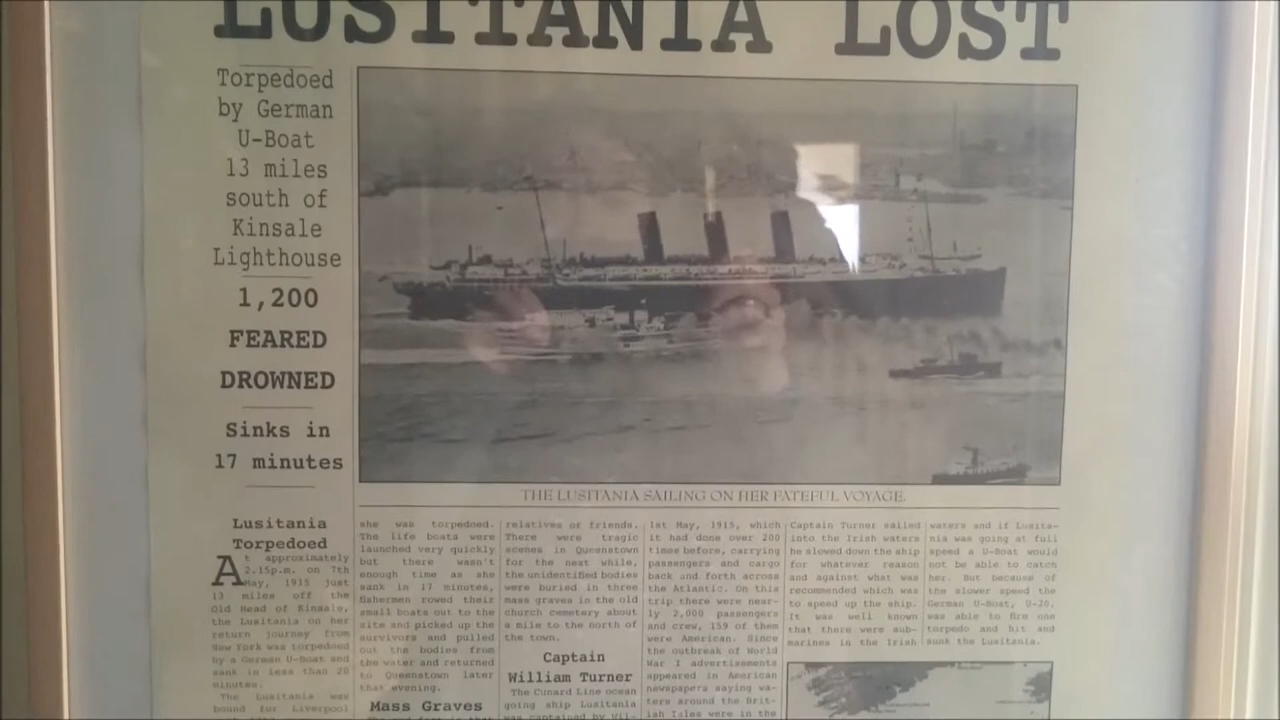 LUSITANIA LOST
Torpedoed
by German
U-Boat
13 miles
south of
Kinsale
Lighthouse
1,200
FEARED
DROWNED
Sinks in
17 minutes
THE LUSITANIA SAILING ON HER FATEFUL VOYAGE.
Lusitania
Torpedoed
At approximately
2.15p.m. on 7th
May, 1915 just
13 miles off the
Old Head of Kinsale,
the Lusitania on her
return journey from
New York was torpedoed
by a German U-Boat and
sank in less than 20
minutes.
The Lusitania was
bound for Liverpool
she was torpedoed.
The life boats were
launched very quickly
but there wasn't
enough time as she
sank in 17 minutes,
fishermen rowed their
small boats out to the
site and picked up the
survivors and pulled
out the bodies from
the water and returned
to Queenstown later
that evening.
Mass Graves
relatives or friends.
There were tragic
scenes in Queenstown
for the next while,
the unidentified bodies
were buried in three
mass graves in the old
church cemetery about
a mile to the north of
the town.
Captain
William Turner
The Cunard Line ocean
going ship Lusitania
was captained by Wil-
1st May, 1915, which
it had done over 200
times before, carrying
passengers and cargo
back and forth across
the Atlantic. On this
trip there were near-
ly 2,000 passengers
and crew, 159 of them
were American. Since
the outbreak of World
War I advertisements
appeared in American
newspapers saying wa-
ters around the Brit-
ish Isles were in the
Captain Turner sailed
into the Irish waters
he slowed down the ship
for whatever reason
and against what was
recommended which was
to speed up the ship.
It was well known
that there were sub-
marines in the Irish
waters and if Lusita-
nia was going at full
speed a U-Boat would
not be able to catch
her. But because of
the slower speed the
German U-Boat, U-20,
was able to fire one
torpedo and hit and
sunk the Lusitania.